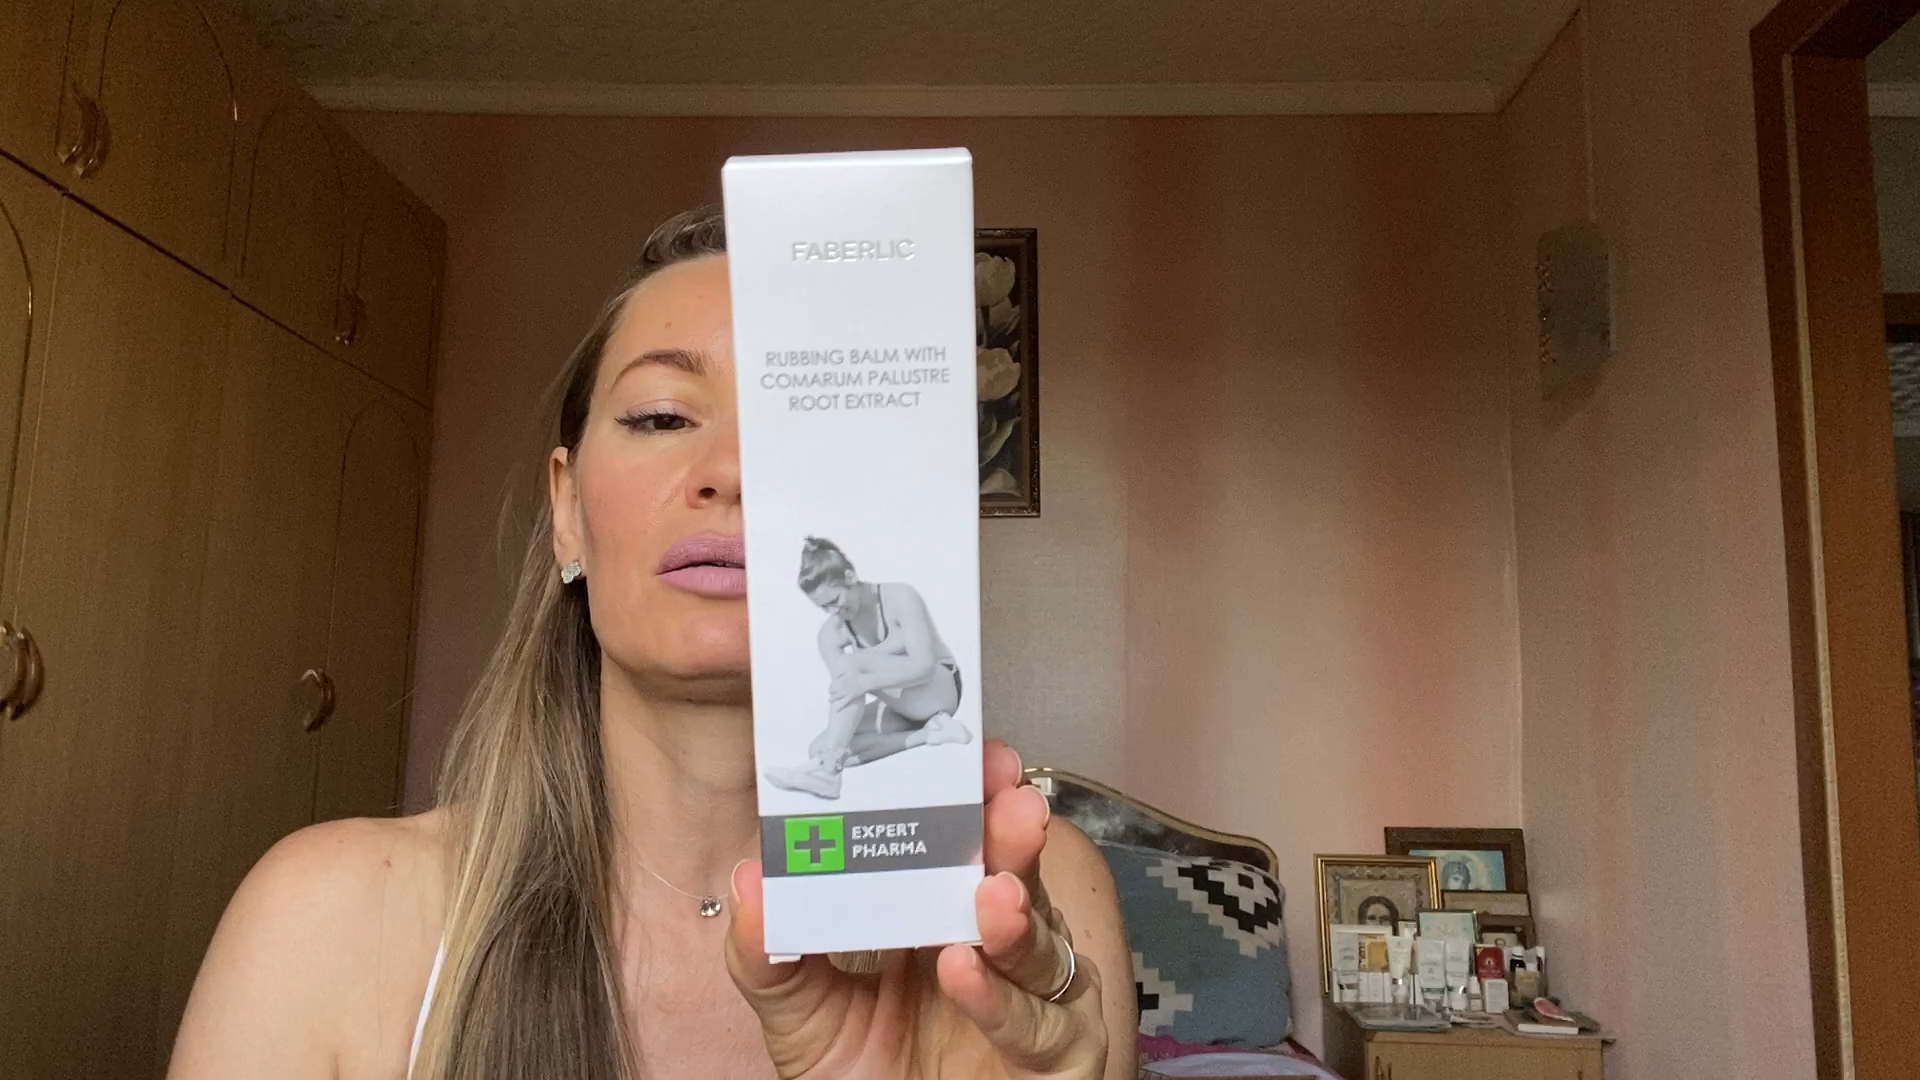 FABERLIC
RUBBING BALM WITH
COMARUM PALUSTRE
ROOT EXTRACT
EXPERT
PHARMA